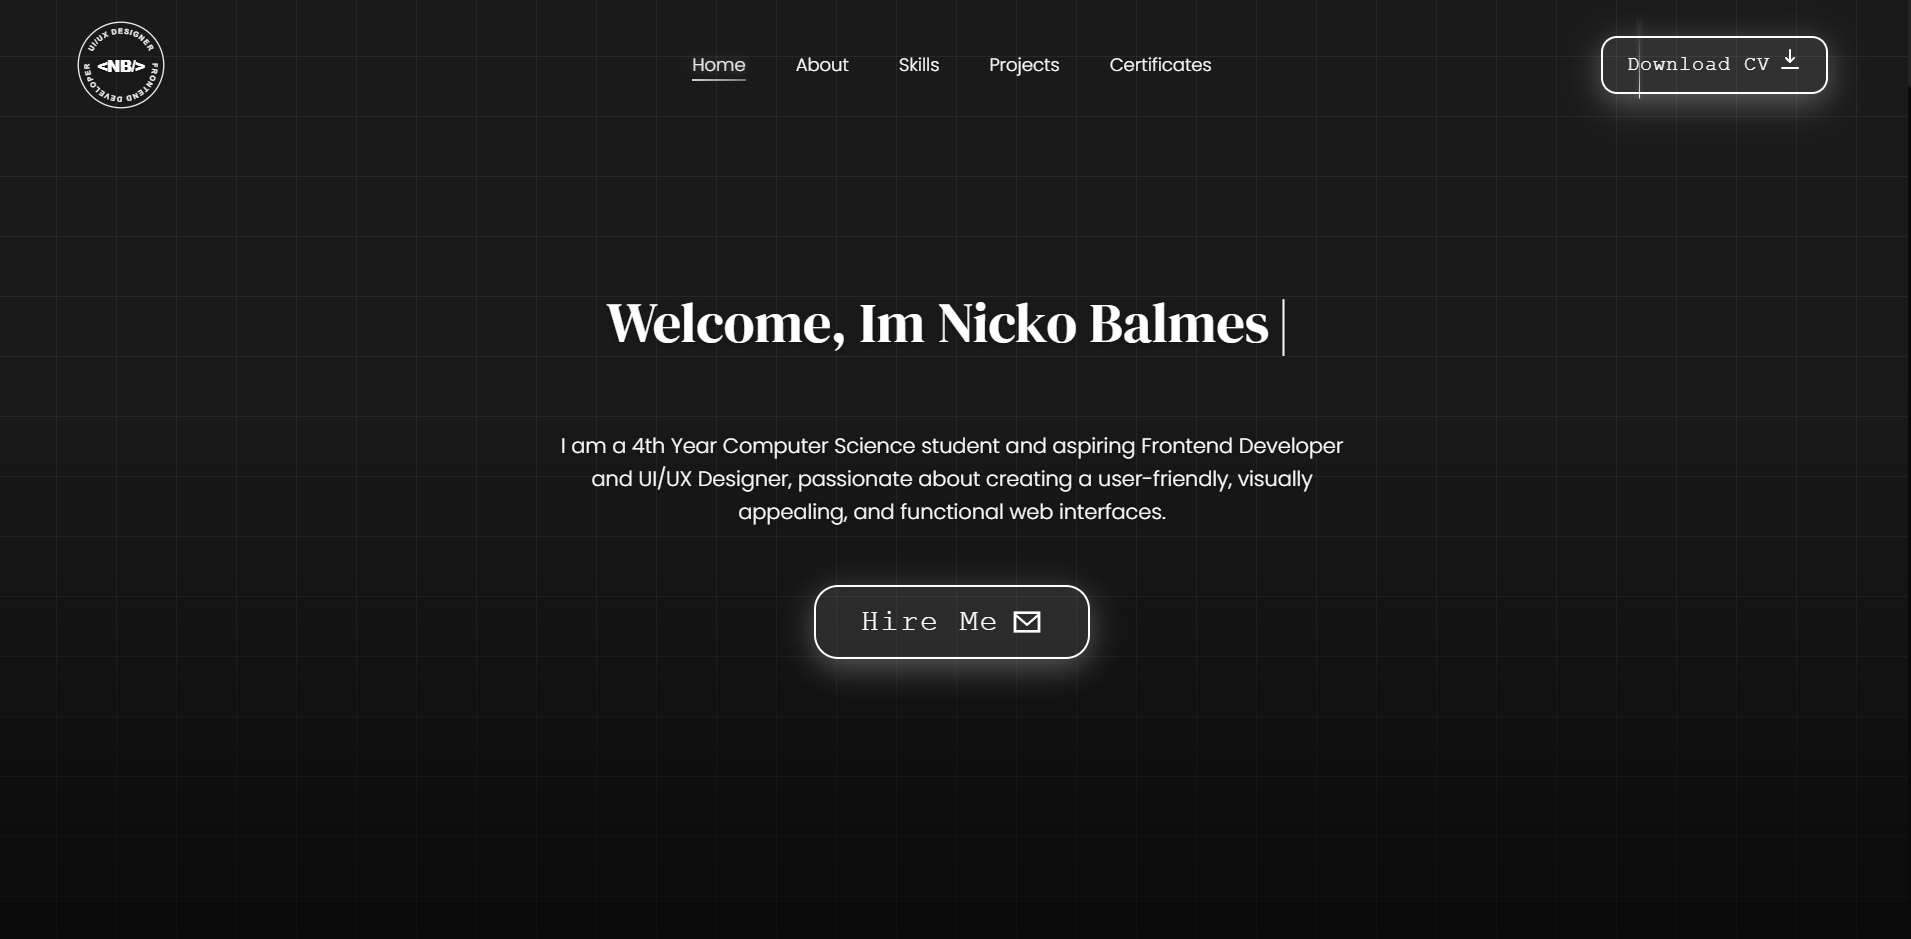 UI/UX DESIGNER
<NB/>
FRONTEND DEVELOPER
Home
About
Skills
Projects
Certificates
Download CV
Welcome, Im Nicko Balmes
I am a 4th Year Computer Science student and aspiring Frontend Developer
and UI/UX Designer, passionate about creating a user-friendly, visually
appealing, and functional web interfaces.
Hire Me